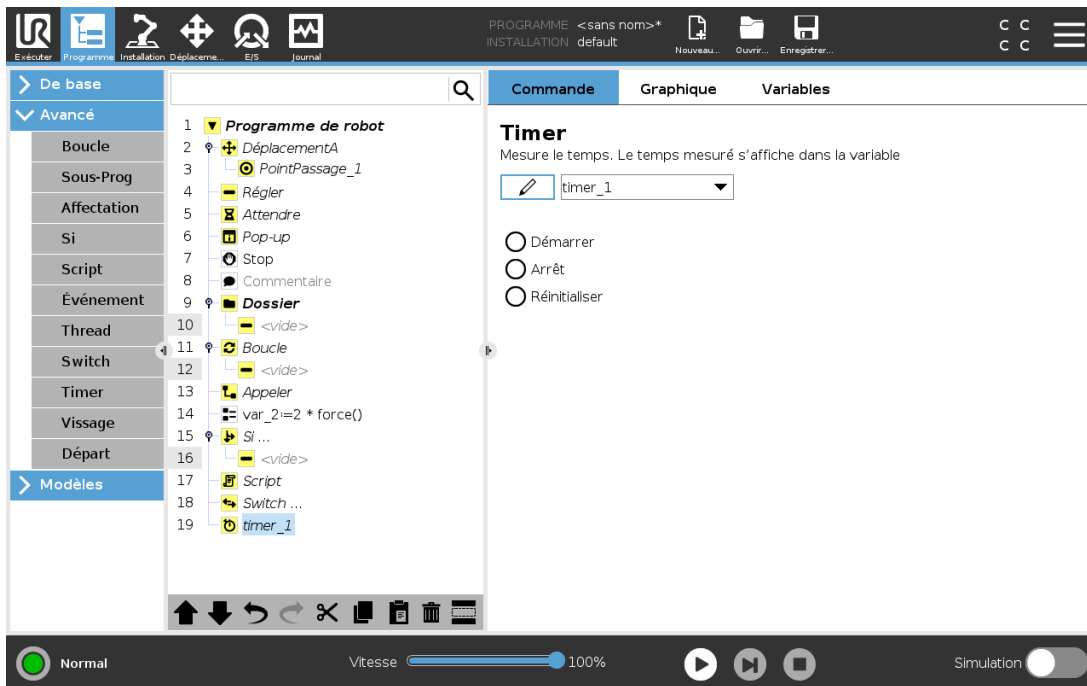 PROGRAMME <sans nom>*
INSTALLATION default
Exécuter Programme Installation Déplaceme... E/S Journal
Nouveau... Ouvrir... Enregistrer...
C C
C C
De base
Avancé
Boucle
Sous-Prog
Affectation
Si
Script
Événement
Thread
Switch
Timer
Vissage
Départ
Modèles
1 Programme de robot
2 DéplacementA
3 PointPassage_1
4 Régler
5 Attendre
6 Pop-up
7 Stop
8 Commentaire
9 Dossier
10 <vide>
11 Boucle
12 <vide>
13 Appeler
14 var_2:=2 * force()
15 Si ...
16 <vide>
17 Script
18 Switch ...
19 timer_1
Commande Graphique Variables
Timer
Mesure le temps. Le temps mesuré s’affiche dans la variable
timer_1
Démarrer
Arrêt
Réinitialiser
Normal
Vitesse 100%
Simulation